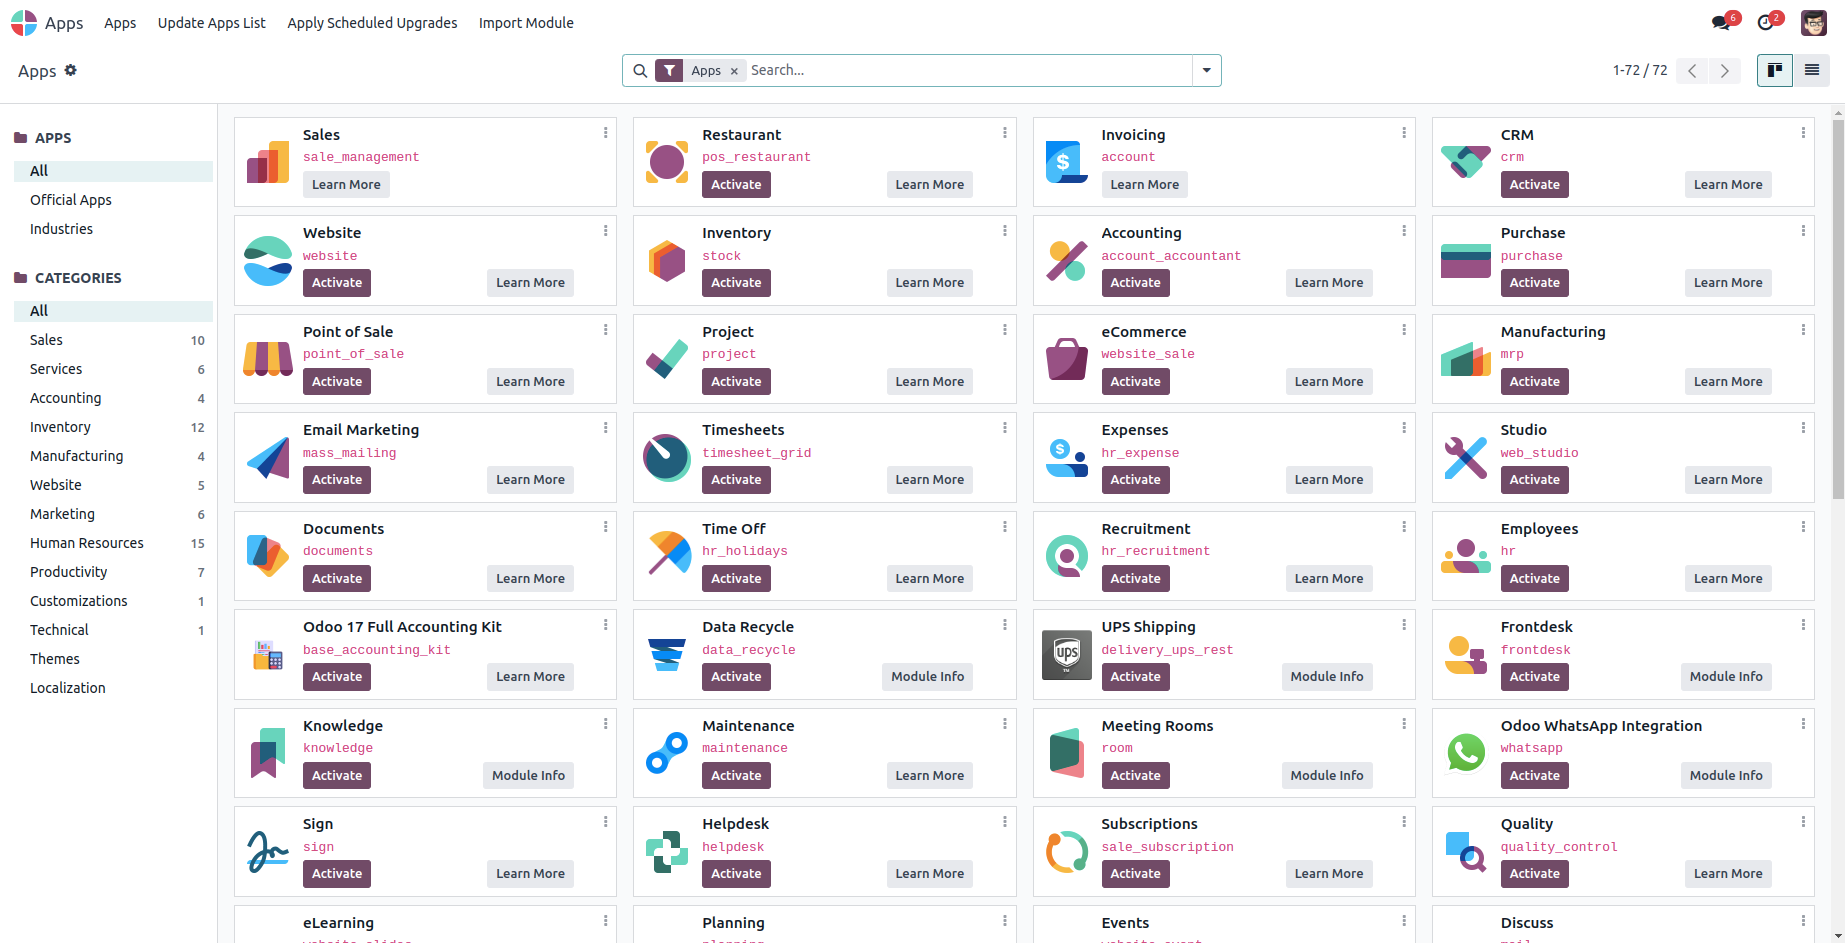 Apps Apps Update Apps List Apply Scheduled Upgrades Import Module 6 2
Apps Apps × Search... 1-72 / 72
APPS
All
Official Apps
Industries
CATEGORIES
All
Sales 10
Services 6
Accounting 4
Inventory 12
Manufacturing 4
Website 5
Marketing 6
Human Resources 15
Productivity 7
Customizations 1
Technical 1
Themes
Localization
Sales Restaurant Invoicing CRM
sale_management pos_restaurant account crm
Learn More Activate Learn More Learn More Activate Learn More
Website Inventory Accounting Purchase
website stock account_accountant purchase
Activate Learn More Activate Learn More Activate Learn More Activate Learn More
Point of Sale Project eCommerce Manufacturing
point_of_sale project website_sale mrp
Activate Learn More Activate Learn More Activate Learn More Activate Learn More
Email Marketing Timesheets Expenses Studio
mass_mailing timesheet_grid hr_expense web_studio
Activate Learn More Activate Learn More Activate Learn More Activate Learn More
Documents Time Off Recruitment Employees
documents hr_holidays hr_recruitment hr
Activate Learn More Activate Learn More Activate Learn More Activate Learn More
Odoo 17 Full Accounting Kit Data Recycle UPS Shipping Frontdesk
base_accounting_kit data_recycle ups delivery_ups_rest frontdesk
Activate Learn More Activate Module Info Activate Module Info Activate Module Info
Knowledge Maintenance Meeting Rooms Odoo WhatsApp Integration
knowledge maintenance room whatsapp
Activate Module Info Activate Learn More Activate Module Info Activate Module Info
Sign Helpdesk Subscriptions Quality
sign helpdesk sale_subscription quality_control
Activate Learn More Activate Learn More Activate Learn More Activate Learn More
eLearning Planning Events Discuss